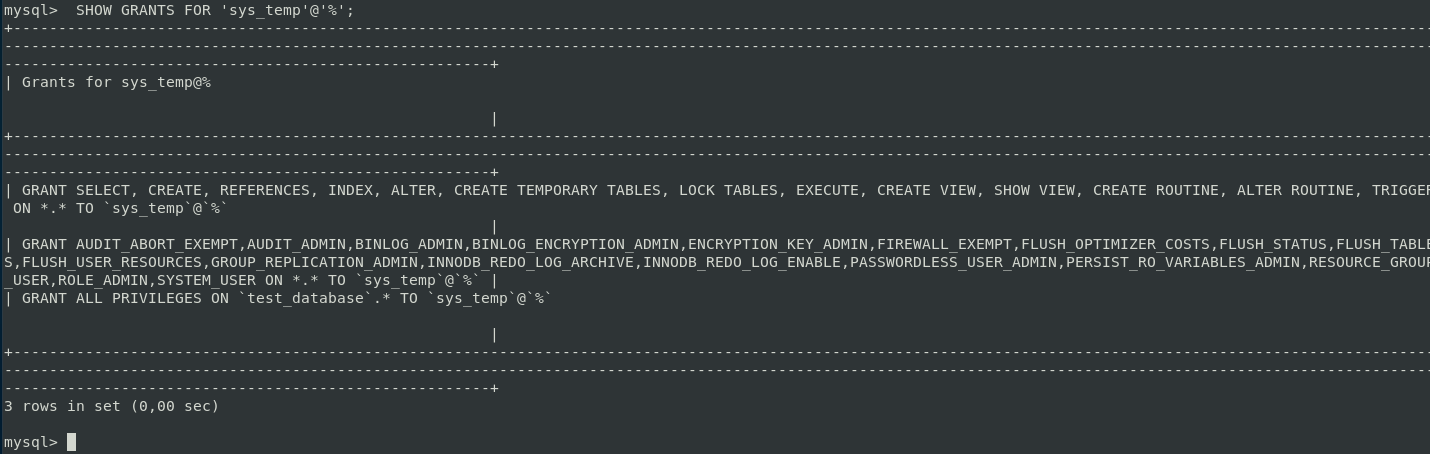 mysql>  SHOW GRANTS FOR 'sys_temp'@'%';
+----------------------------------------------------------------------------------------------------------------------------------------------------------------
----------------------------------------------------------------------------------------------------------------------------------------------------------------
------------------------------------------------------+
| Grants for sys_temp@%
|
+----------------------------------------------------------------------------------------------------------------------------------------------------------------
----------------------------------------------------------------------------------------------------------------------------------------------------------------
------------------------------------------------------+
| GRANT SELECT, CREATE, REFERENCES, INDEX, ALTER, CREATE TEMPORARY TABLES, LOCK TABLES, EXECUTE, CREATE VIEW, SHOW VIEW, CREATE ROUTINE, ALTER ROUTINE, TRIGGER
 ON *.* TO `sys_temp`@`%`
|
| GRANT AUDIT_ABORT_EXEMPT,AUDIT_ADMIN,BINLOG_ADMIN,BINLOG_ENCRYPTION_ADMIN,ENCRYPTION_KEY_ADMIN,FIREWALL_EXEMPT,FLUSH_OPTIMIZER_COSTS,FLUSH_STATUS,FLUSH_TABLE
S,FLUSH_USER_RESOURCES,GROUP_REPLICATION_ADMIN,INNODB_REDO_LOG_ARCHIVE,INNODB_REDO_LOG_ENABLE,PASSWORDLESS_USER_ADMIN,PERSIST_RO_VARIABLES_ADMIN,RESOURCE_GROUP
_USER,ROLE_ADMIN,SYSTEM_USER ON *.* TO `sys_temp`@`%` |
| GRANT ALL PRIVILEGES ON `test_database`.* TO `sys_temp`@`%`
|
+----------------------------------------------------------------------------------------------------------------------------------------------------------------
----------------------------------------------------------------------------------------------------------------------------------------------------------------
------------------------------------------------------+
3 rows in set (0,00 sec)
mysql>